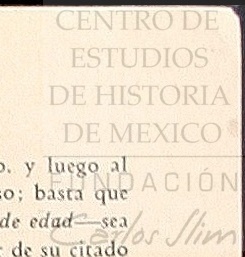 CENTRO DE
ESTUDIOS
DE HISTORIA
DE MEXICO
o. y luego al
FUNDACIÓN
so; basta que
Carlos Slim
de edad—sea
r de su citado